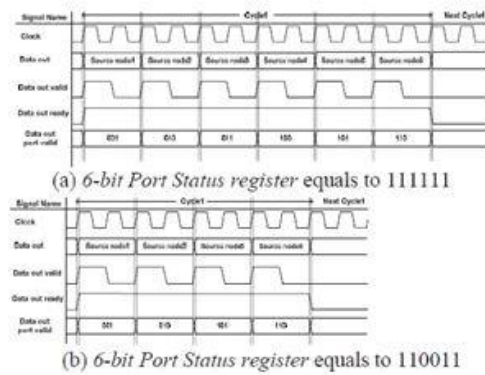 Signal Name Cycle1 Next Cycle1
Clock
Data out Source node1 Source node2 Source node3 Source node4 Source node5 Source node6
Data out valid
Data out ready
Data out port valid 001 010 011 100 101 110
(a) 6-bit Port Status register equals to 111111
Signal Name Cycle1 Next Cycle1
Clock
Data out Source node1 Source node2 Source node5 Source node6
Data out valid
Data out ready
Data out port valid 001 010 101 110
(b) 6-bit Port Status register equals to 110011